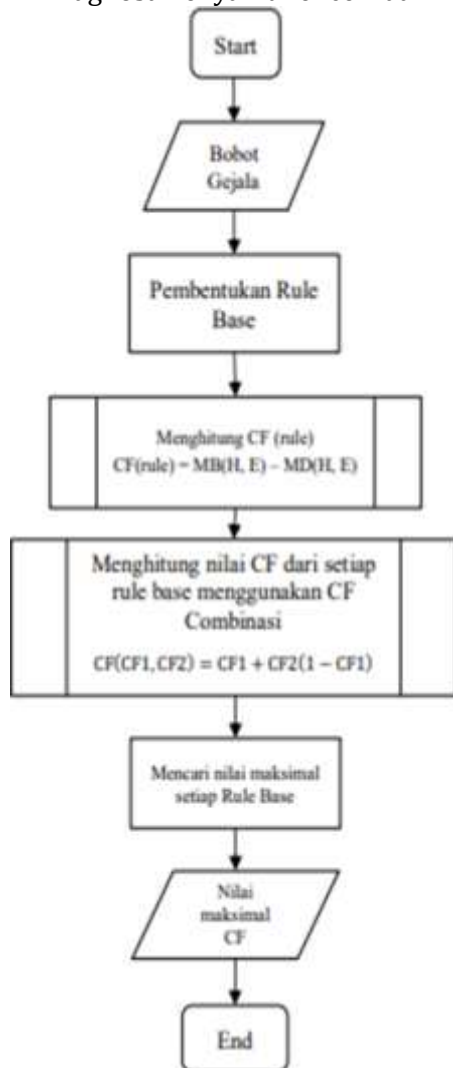 Start
Bobot
Gejala
Pembentukan Rule
Base
Menghitung CF (rule)
CF(rule) = MB(H, E) – MD(H, E)
Menghitung nilai CF dari setiap
rule base menggunakan CF
Combinasi
CF(CF1, CF2) = CF1 + CF2(1 − CF1)
Mencari nilai maksimal
setiap Rule Base
Nilai
maksimal
CF
End